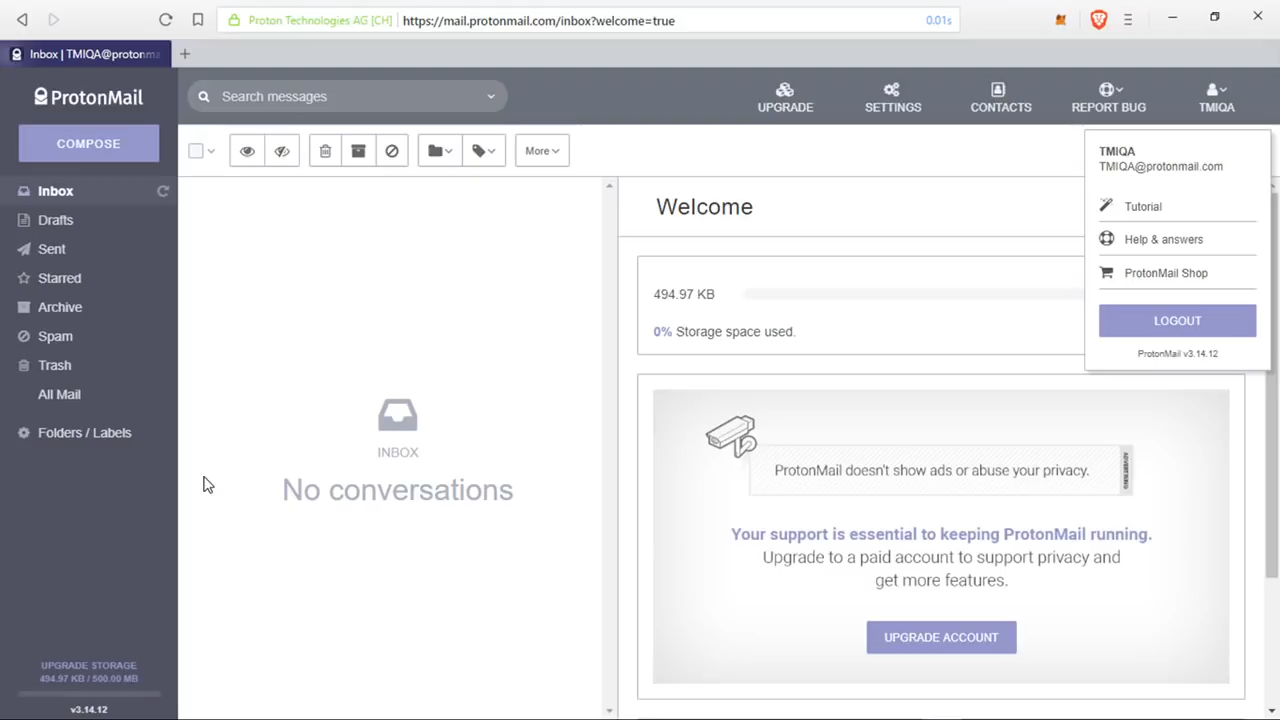 Proton Technologies AG [CH]
https://mail.protonmail.com/inbox?welcome=true
0.01s
Inbox | TMIQA@protonma
ProtonMail
Search messages
UPGRADE
SETTINGS
CONTACTS
REPORT BUG
TMIQA
COMPOSE
More
Inbox
Drafts
Sent
Starred
Archive
Spam
Trash
All Mail
Folders / Labels
UPGRADE STORAGE
494.97 KB / 500.00 MB
v3.14.12
INBOX
No conversations
Welcome
494.97 KB
0% Storage space used.
TMIQA
TMIQA@protonmail.com
Tutorial
Help & answers
ProtonMail Shop
LOGOUT
ProtonMail v3.14.12
ProtonMail doesn't show ads or abuse your privacy.
ADVERTISING
Your support is essential to keeping ProtonMail running.
Upgrade to a paid account to support privacy and
get more features.
UPGRADE ACCOUNT